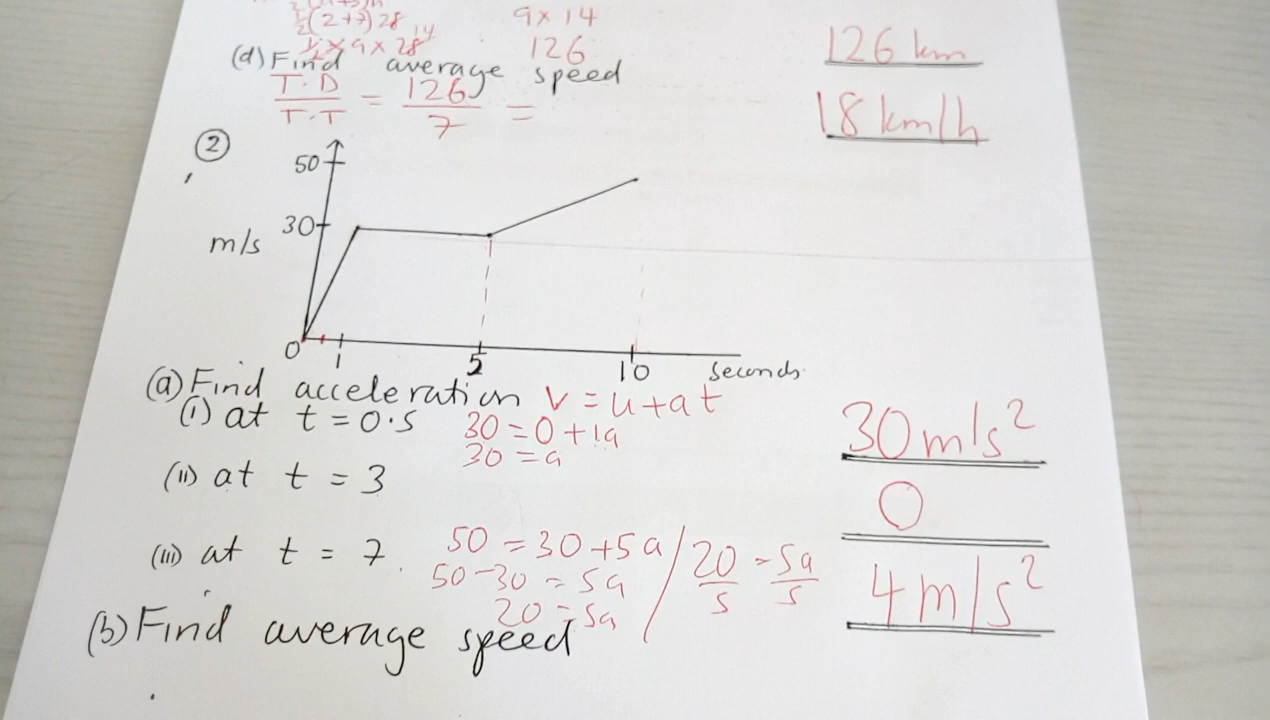 ½(2+7)28
½×9×28 14
9×14
126
126 km
(d) Find average speed
T.D/T.T = 126/7 =
18 km/h
②
50
30
m/s
0 1 5 10 seconds
(a) Find acceleration v = u+at
(i) at t = 0.5 30 = 0+1a
30 = a
30 m/s²
(ii) at t = 3
0
(iii) at t = 7. 50 = 30+5a / 20/5 = 5a/5
50-30 = 5a
20 = 5a
4 m/s²
(b) Find average speed